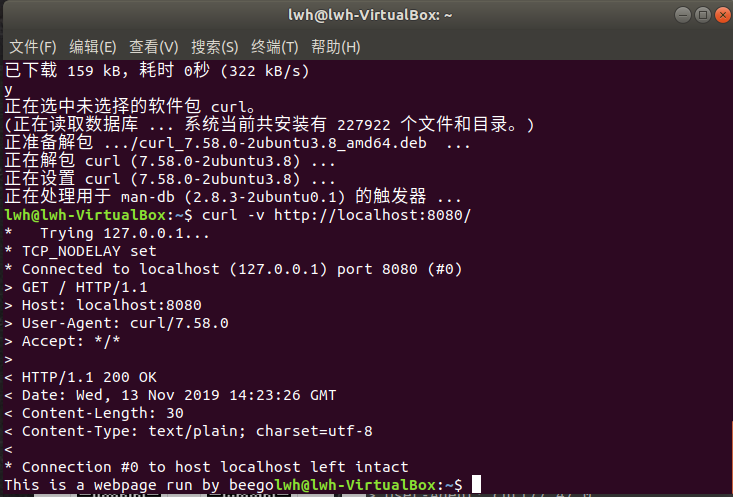 lwh@lwh-VirtualBox: ~
文件(F) 编辑(E) 查看(V) 搜索(S) 终端(T) 帮助(H)
已下载 159 kB，耗时 0秒 (322 kB/s)
y
正在选中未选择的软件包 curl。
(正在读取数据库 ... 系统当前共安装有 227922 个文件和目录。)
正准备解包 .../curl_7.58.0-2ubuntu3.8_amd64.deb  ...
正在解包 curl (7.58.0-2ubuntu3.8) ...
正在设置 curl (7.58.0-2ubuntu3.8) ...
正在处理用于 man-db (2.8.3-2ubuntu0.1) 的触发器 ...
lwh@lwh-VirtualBox:~$ curl -v http://localhost:8080/
*   Trying 127.0.0.1...
* TCP_NODELAY set
* Connected to localhost (127.0.0.1) port 8080 (#0)
> GET / HTTP/1.1
> Host: localhost:8080
> User-Agent: curl/7.58.0
> Accept: */*
>
< HTTP/1.1 200 OK
< Date: Wed, 13 Nov 2019 14:23:26 GMT
< Content-Length: 30
< Content-Type: text/plain; charset=utf-8
<
* Connection #0 to host localhost left intact
This is a webpage run by beegolwh@lwh-VirtualBox:~$